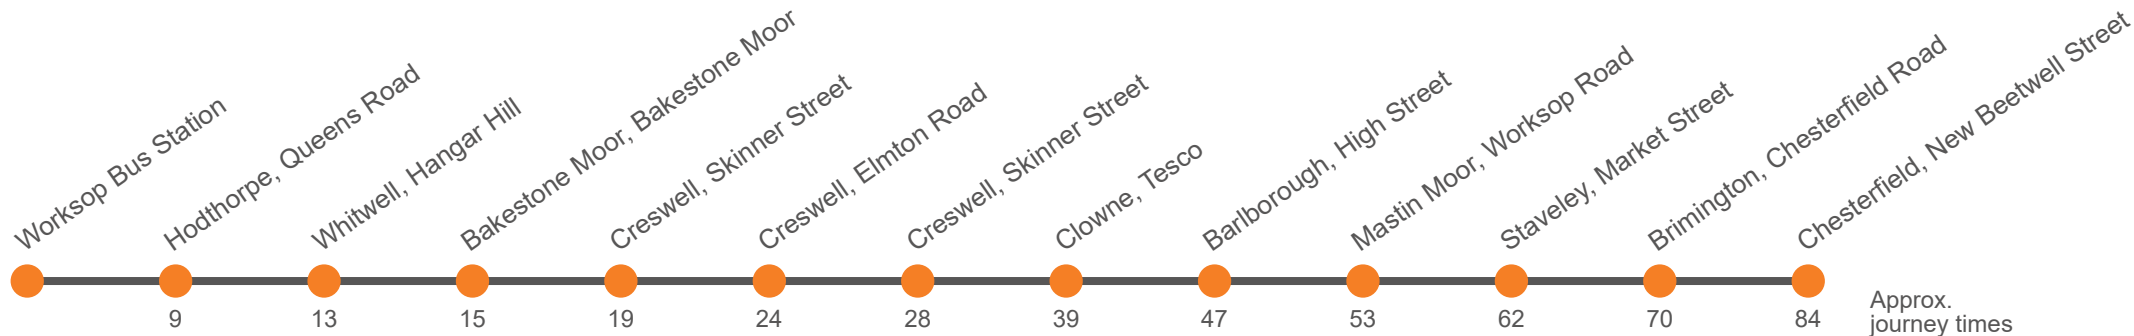 Worksop Bus Station
Hodthorpe, Queens Road
Whitwell, Hangar Hill
Bakestone Moor, Bakestone Moor
Creswell, Skinner Street
Creswell, Elmton Road
Creswell, Skinner Street
Clowne, Tesco
Barlborough, High Street
Mastin Moor, Worksop Road
Staveley, Market Street
Brimington, Chesterfield Road
Chesterfield, New Beetwell Street
9 13 15 19 24 28 39 47 53 62 70 84
Approx.
journey times